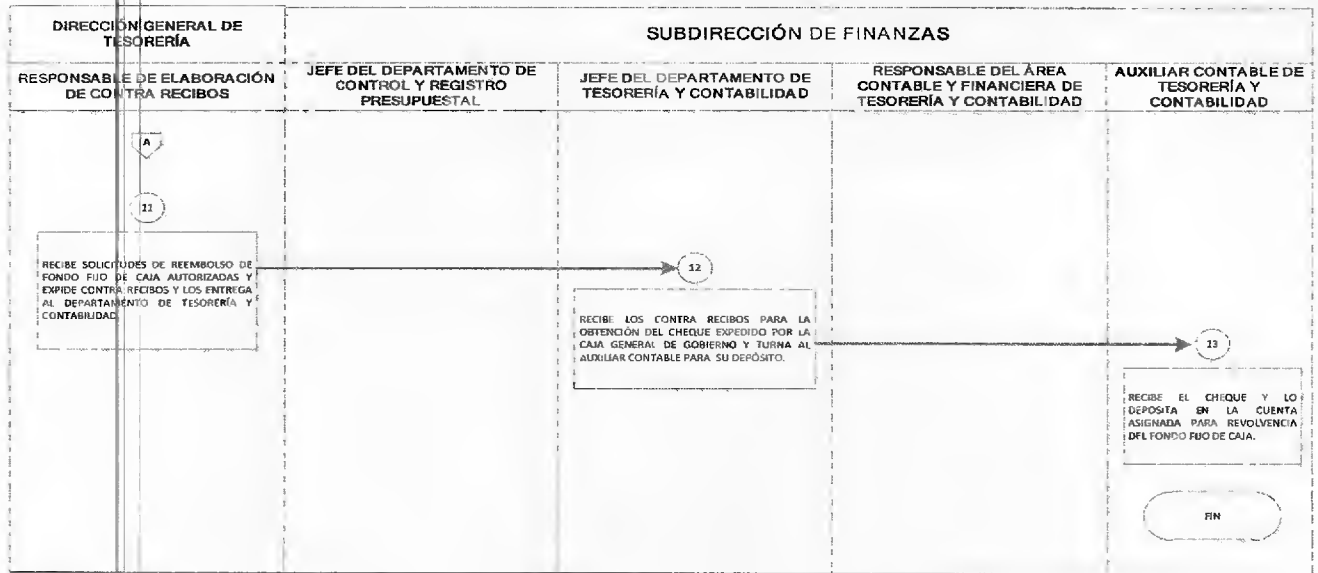 DIRECCIÓN GENERAL DE
TESORERÍA
SUBDIRECCIÓN DE FINANZAS
RESPONSABLE DE ELABORACIÓN
DE CONTRA RECIBOS
JEFE DEL DEPARTAMENTO DE
CONTROL Y REGISTRO
PRESUPUESTAL
JEFE DEL DEPARTAMENTO DE
TESORERÍA Y CONTABILIDAD
RESPONSABLE DEL ÁREA
CONTABLE Y FINANCIERA DE
TESORERÍA Y CONTABILIDAD
AUXILIAR CONTABLE DE
TESORERÍA Y
CONTABILIDAD
A
11
RECIBE SOLICITUDES DE REEMBOLSO DE
FONDO FIJO DE CAJA AUTORIZADAS Y
EXPIDE CONTRA RECIBOS Y LOS ENTREGA
AL DEPARTAMENTO DE TESORERÍA Y
CONTABILIDAD.
12
RECIBE LOS CONTRA RECIBOS PARA LA
OBTENCIÓN DEL CHEQUE EXPEDIDO POR LA
CAJA GENERAL DE GOBIERNO Y TURNA AL
AUXILIAR CONTABLE PARA SU DEPÓSITO.
13
RECIBE EL CHEQUE Y LO
DEPOSITA EN LA CUENTA
ASIGNADA PARA REVOLVENCIA
DEL FONDO FIJO DE CAJA.
FIN